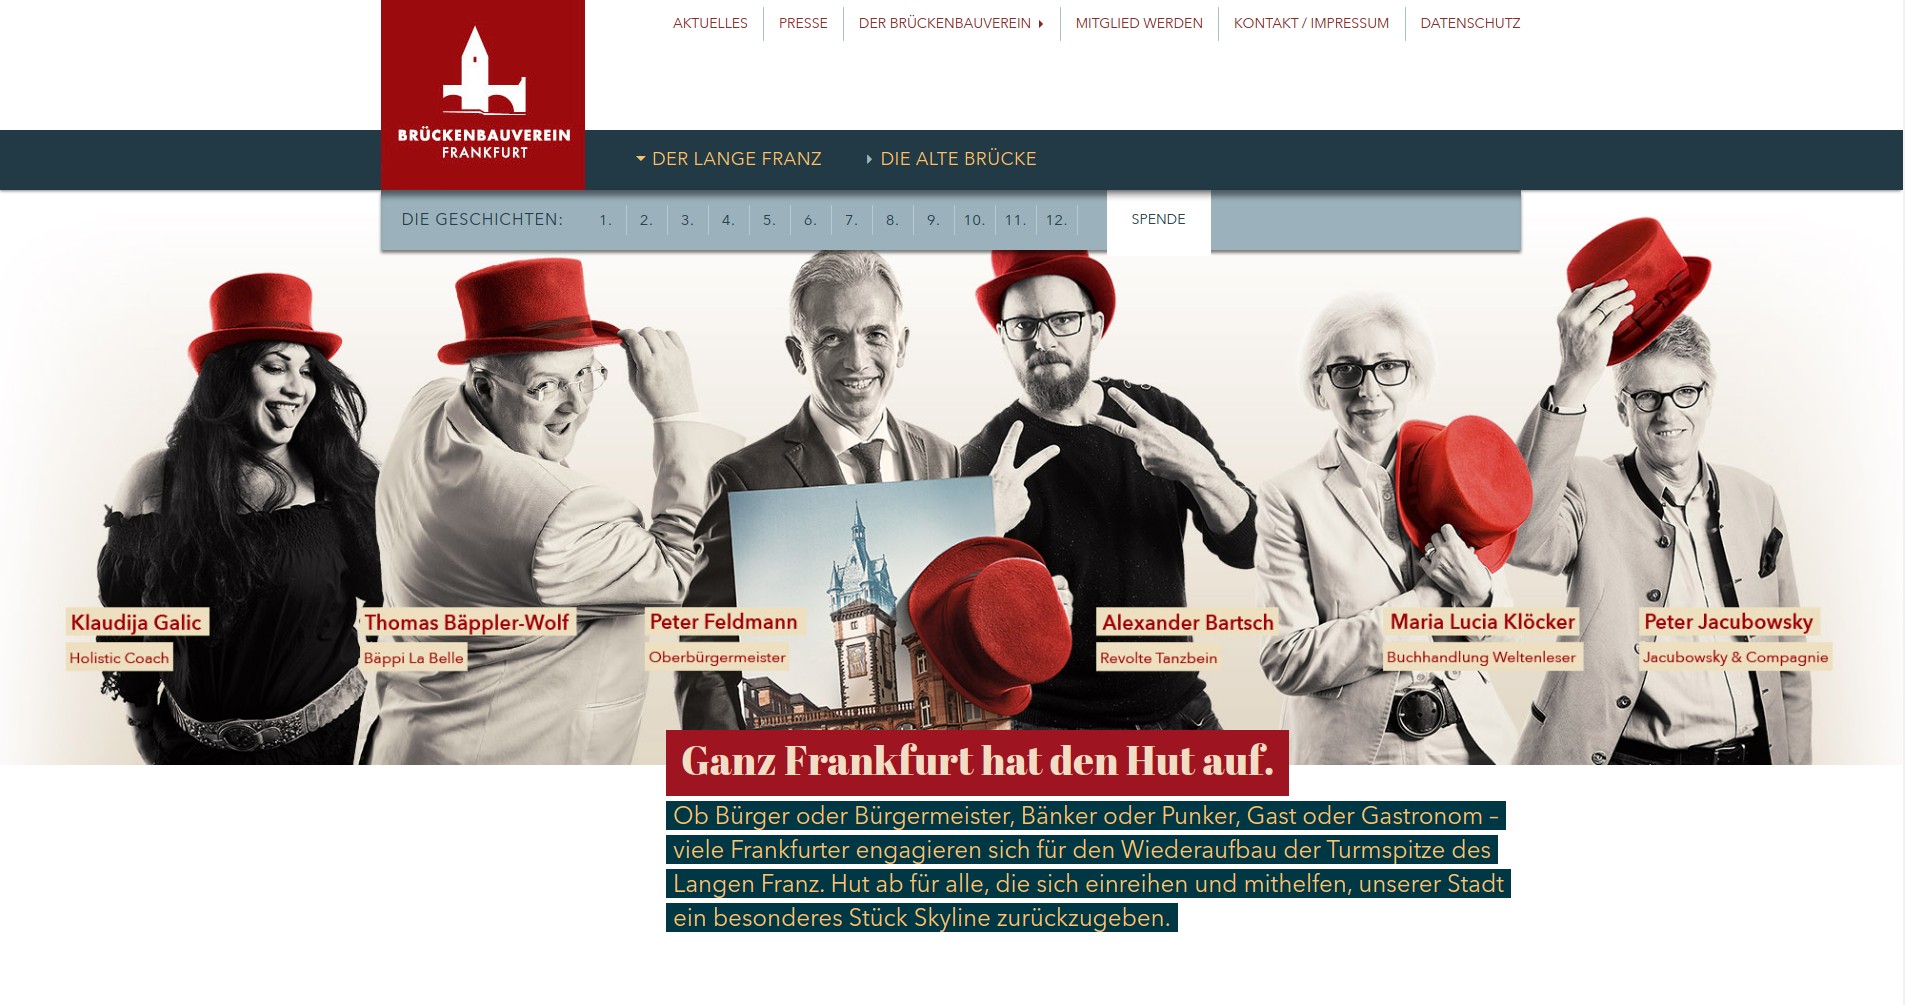 AKTUELLES
PRESSE
DER BRÜCKENBAUVEREIN
MITGLIED WERDEN
KONTAKT / IMPRESSUM
DATENSCHUTZ
BRÜCKENBAUVEREIN
FRANKFURT
DER LANGE FRANZ
DIE ALTE BRÜCKE
DIE GESCHICHTEN: 1. 2. 3. 4. 5. 6. 7. 8. 9. 10. 11. 12.
SPENDE
Klaudija Galic
Holistic Coach
Thomas Bäppler-Wolf
Bäppi La Belle
Peter Feldmann
Oberbürgermeister
Alexander Bartsch
Revolte Tanzbein
Maria Lucia Klöcker
Buchhandlung Weltenleser
Peter Jacubowsky
Jacubowsky & Compagnie
Ganz Frankfurt hat den Hut auf.
Ob Bürger oder Bürgermeister, Bänker oder Punker, Gast oder Gastronom –
viele Frankfurter engagieren sich für den Wiederaufbau der Turmspitze des
Langen Franz. Hut ab für alle, die sich einreihen und mithelfen, unserer Stadt
ein besonderes Stück Skyline zurückzugeben.